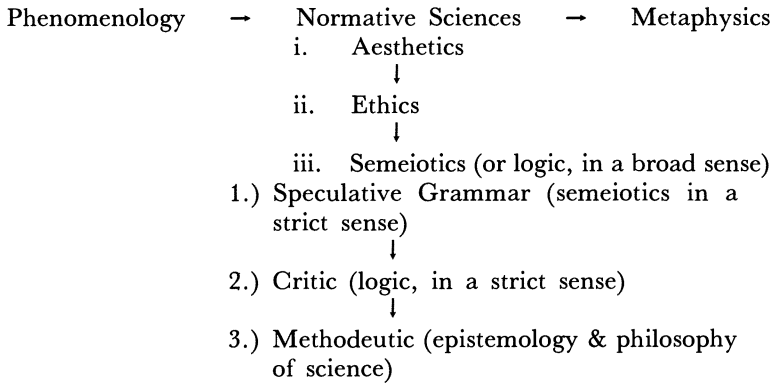 Phenomenology → Normative Sciences → Metaphysics
i. Aesthetics
↓
ii. Ethics
↓
iii. Semeiotics (or logic, in a broad sense)
1.) Speculative Grammar (semeiotics in a
strict sense)
↓
2.) Critic (logic, in a strict sense)
↓
3.) Methodeutic (epistemology & philosophy
of science)